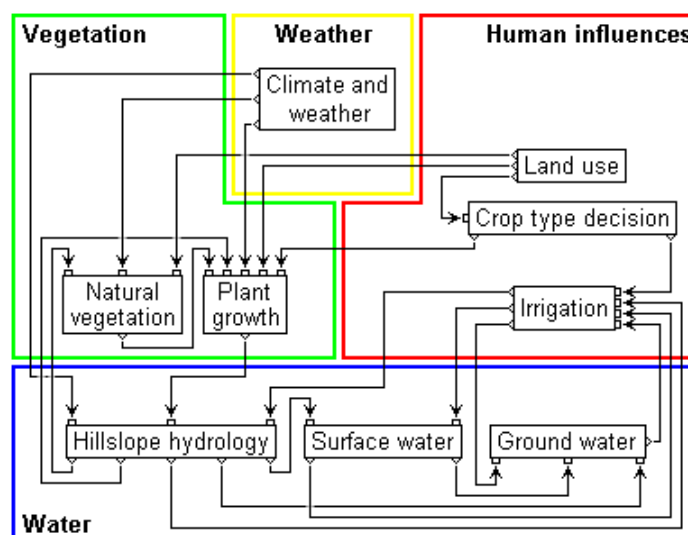 Vegetation
Weather
Human influences
Climate and
weather
Land use
Crop type decision
Natural
vegetation
Plant
growth
Irrigation
Hillslope hydrology
Surface water
Ground water
Water